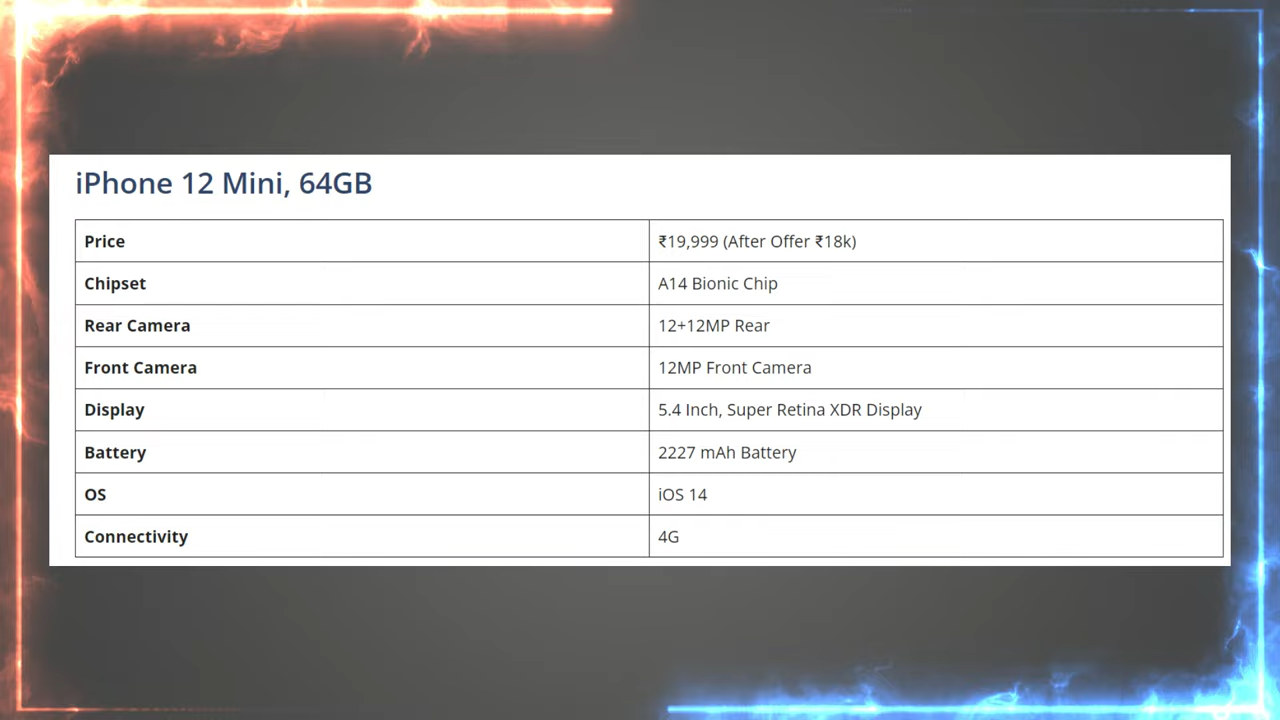 iPhone 12 Mini, 64GB
Price ₹19,999 (After Offer ₹18k)
Chipset A14 Bionic Chip
Rear Camera 12+12MP Rear
Front Camera 12MP Front Camera
Display 5.4 Inch, Super Retina XDR Display
Battery 2227 mAh Battery
OS iOS 14
Connectivity 4G